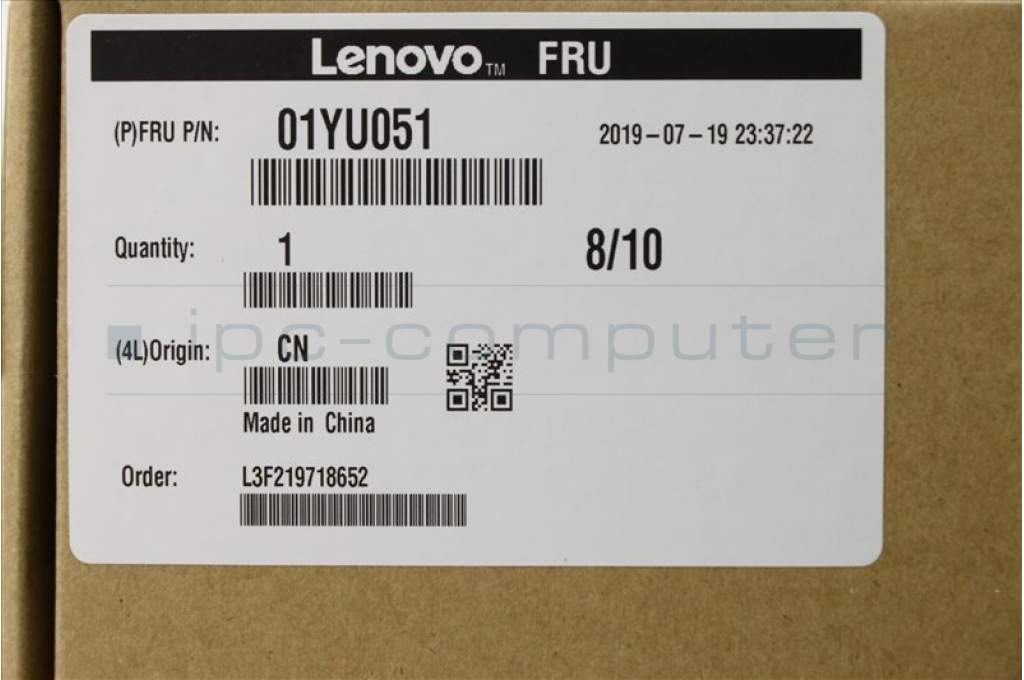 Lenovo™ FRU
(P)FRU P/N: 01YU051 2019-07-19 23:37:22
Quantity: 1 8/10
ipc-computer
(4L)Origin: CN
Made in China
Order: L3F219718652